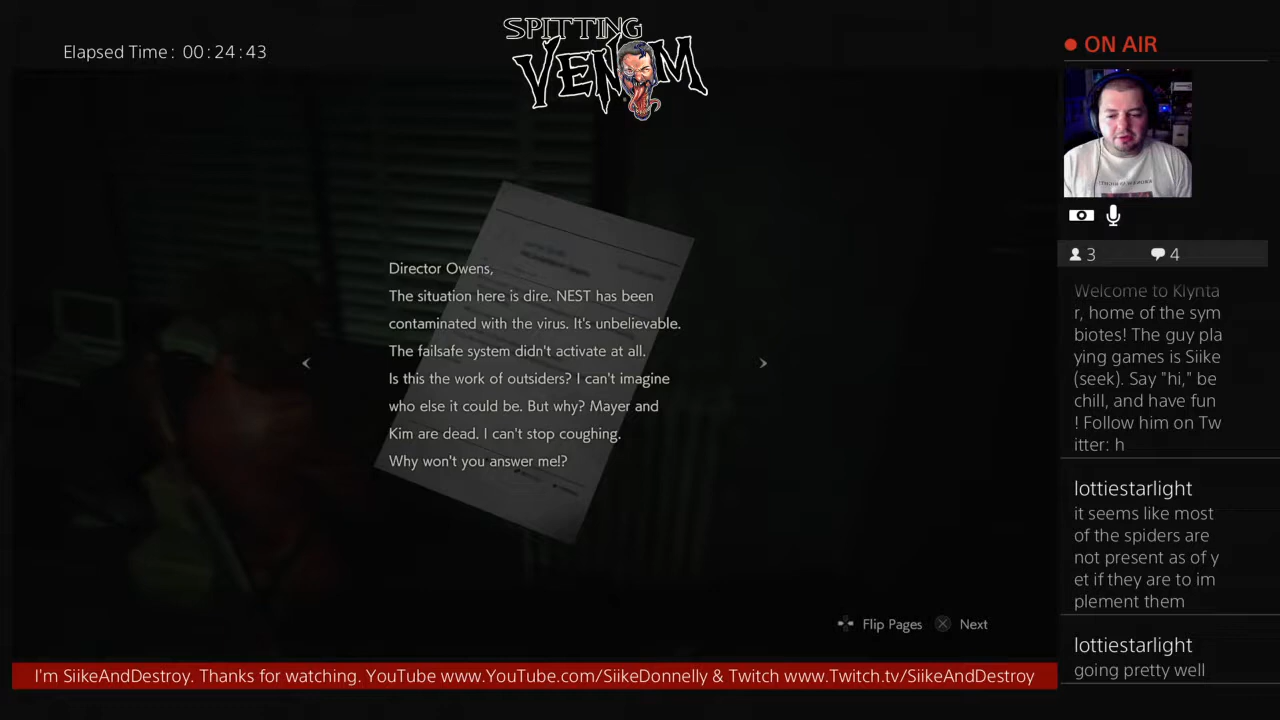 Elapsed Time: 00:24:43
SPITTING
VENOM
ON AIR
3 4
Director Owens,
The situation here is dire. NEST has been
contaminated with the virus. It's unbelievable.
The failsafe system didn't activate at all.
Is this the work of outsiders? I can't imagine
who else it could be. But why? Mayer and
Kim are dead. I can't stop coughing.
Why won't you answer me!?
Flip Pages Next
Welcome to Klynta
r, home of the sym
biotes! The guy pla
ying games is Siike
(seek). Say "hi," be
chill, and have fun
! Follow him on Tw
itter: h
lottiestarlight
it seems like most
of the spiders are
not present as of y
et if they are to im
plement them
lottiestarlight
going pretty well
I'm SiikeAndDestroy. Thanks for watching. YouTube www.YouTube.com/SiikeDonnelly & Twitch www.Twitch.tv/SiikeAndDestroy